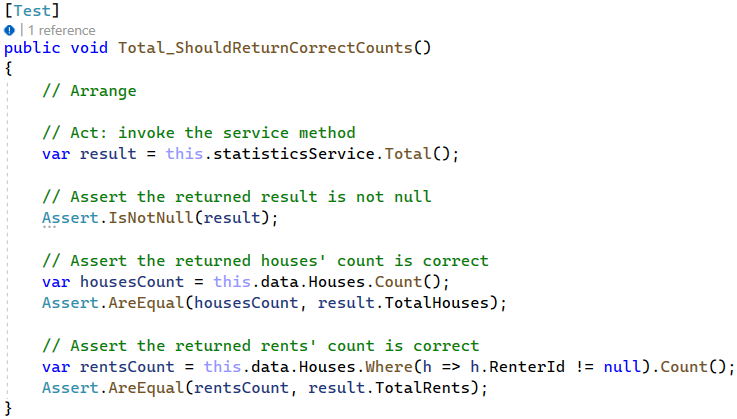 [Test]
| 1 reference
public void Total_ShouldReturnCorrectCounts()
{
    // Arrange

    // Act: invoke the service method
    var result = this.statisticsService.Total();

    // Assert the returned result is not null
    Assert.IsNotNull(result);

    // Assert the returned houses' count is correct
    var housesCount = this.data.Houses.Count();
    Assert.AreEqual(housesCount, result.TotalHouses);

    // Assert the returned rents' count is correct
    var rentsCount = this.data.Houses.Where(h => h.RenterId != null).Count();
    Assert.AreEqual(rentsCount, result.TotalRents);
}